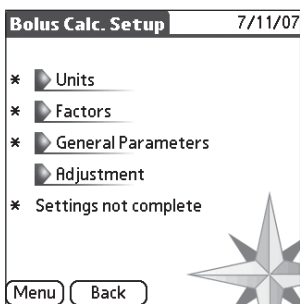 Bolus Calc. Setup 7/11/07
* Units
* Factors
* General Parameters
Adjustment
* Settings not complete
Menu Back